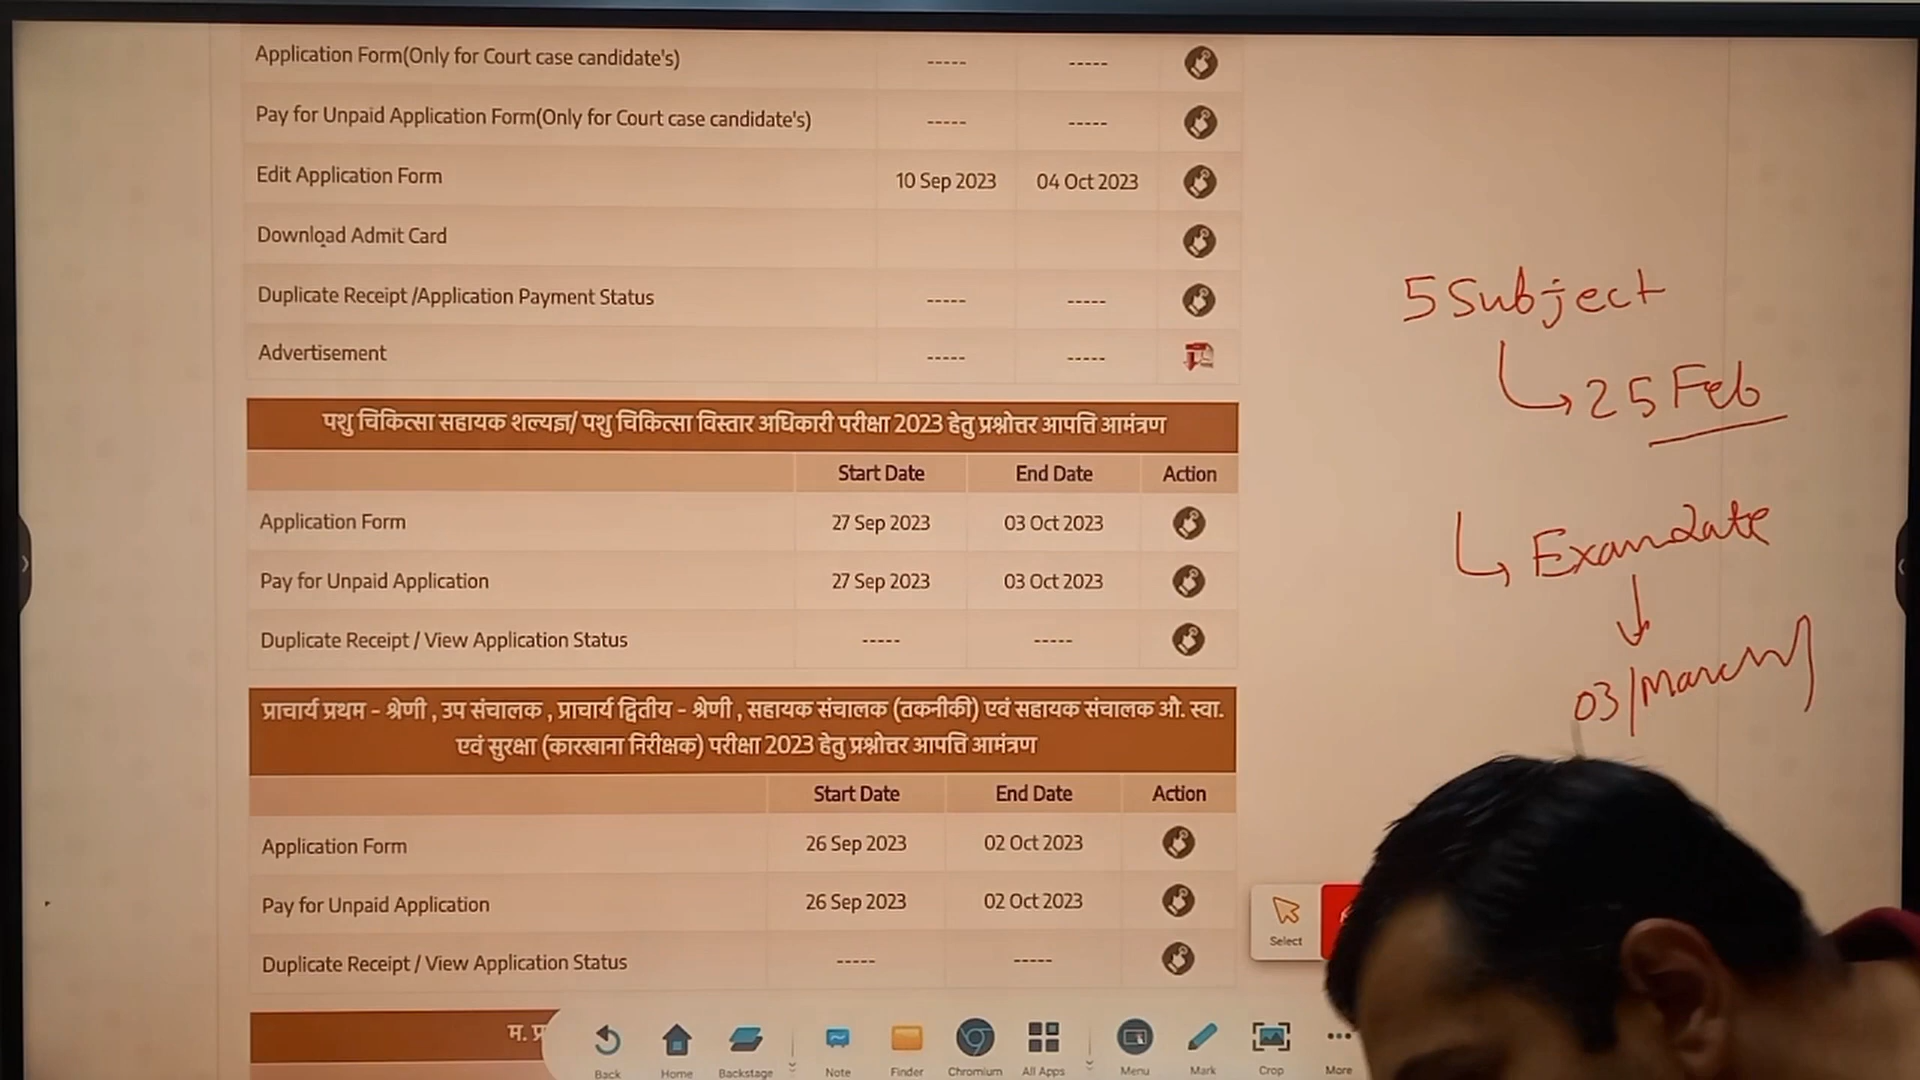 Application Form(Only for Court case candidate's) ----- -----
Pay for Unpaid Application Form(Only for Court case candidate's) ----- -----
Edit Application Form 10 Sep 2023 04 Oct 2023
Download Admit Card
Duplicate Receipt /Application Payment Status ----- -----
Advertisement ----- -----
पशु चिकित्सा सहायक शल्यज्ञ/ पशु चिकित्सा विस्तार अधिकारी परीक्षा 2023 हेतु प्रश्नोत्तर आपत्ति आमंत्रण
Start Date End Date Action
Application Form 27 Sep 2023 03 Oct 2023
Pay for Unpaid Application 27 Sep 2023 03 Oct 2023
Duplicate Receipt / View Application Status ----- -----
प्राचार्य प्रथम - श्रेणी , उप संचालक , प्राचार्य द्वितीय - श्रेणी , सहायक संचालक (तकनीकी) एवं सहायक संचालक औ. स्वा.
एवं सुरक्षा (कारखाना निरीक्षक) परीक्षा 2023 हेतु प्रश्नोत्तर आपत्ति आमंत्रण
Start Date End Date Action
Application Form 26 Sep 2023 02 Oct 2023
Pay for Unpaid Application 26 Sep 2023 02 Oct 2023
Duplicate Receipt / View Application Status ----- -----
म. प्र
5 Subject
25 Feb
Exam date
03/March
Select
Back Home Backstage Note Finder Chromium All Apps Menu Mark Crop More